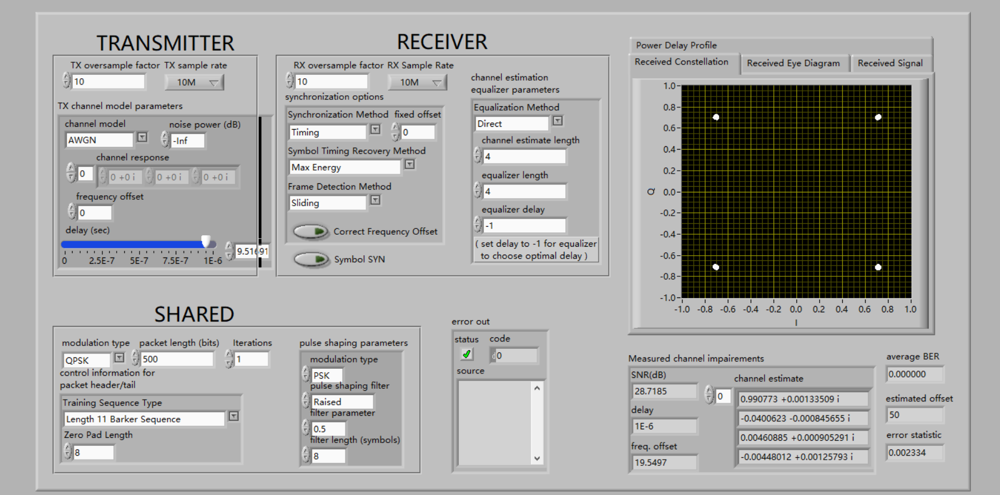 TRANSMITTER
TX oversample factor TX sample rate
10 10M
TX channel model parameters
channel model noise power (dB)
AWGN -Inf
channel response
0 0 +0 i 0 +0 i 0 +0 i
frequency offset
0
delay (sec)
9.51691
0 2.5E-7 5E-7 7.5E-7 1E-6
RECEIVER
RX oversample factor RX Sample Rate
10 10M
synchronization options
Synchronization Method fixed offset
Timing 0
Symbol Timing Recovery Method
Max Energy
Frame Detection Method
Sliding
Correct Frequency Offset
Symbol SYN
channel estimation
equalizer parameters
Equalization Method
Direct
channel estimate length
4
equalizer length
4
equalizer delay
-1
( set delay to -1 for equalizer
to choose optimal delay )
Power Delay Profile
Received Constellation Received Eye Diagram Received Signal
1.0
0.8
0.6
0.4
0.2
0.0
-0.2
-0.4
-0.6
-0.8
-1.0
Q
-1.0 -0.8 -0.6 -0.4 -0.2 0.0 0.2 0.4 0.6 0.8 1.0
I
SHARED
modulation type packet length (bits) Iterations
QPSK 500 1
control information for
packet header/tail
Training Sequence Type
Length 11 Barker Sequence
Zero Pad Length
8
pulse shaping parameters
modulation type
PSK
pulse shaping filter
Raised
filter parameter
0.5
filter length (symbols)
8
error out
status code
d0
source
Measured channel impairements
SNR(dB)
28.7185
delay
1E-6
freq. offset
19.5497
channel estimate
0 0.990773 +0.00133509 i
-0.0400623 -0.000845655 i
0.00460885 +0.000905291 i
-0.00448012 +0.00125793 i
average BER
0.000000
estimated offset
50
error statistic
0.002334